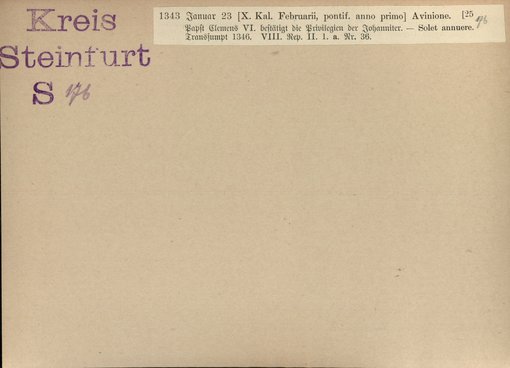 Kreis
Steinfurt
S 176
1343 Januar 23 [X. Kal. Februarii, pontif. anno primo] Avinione. [25
Papst Clemens VI. bestätigt die Privilegien der Johanniter. — Solet annuere.
Transsumpt 1346. VIII. Rep. II. 1. a. Nr. 36.